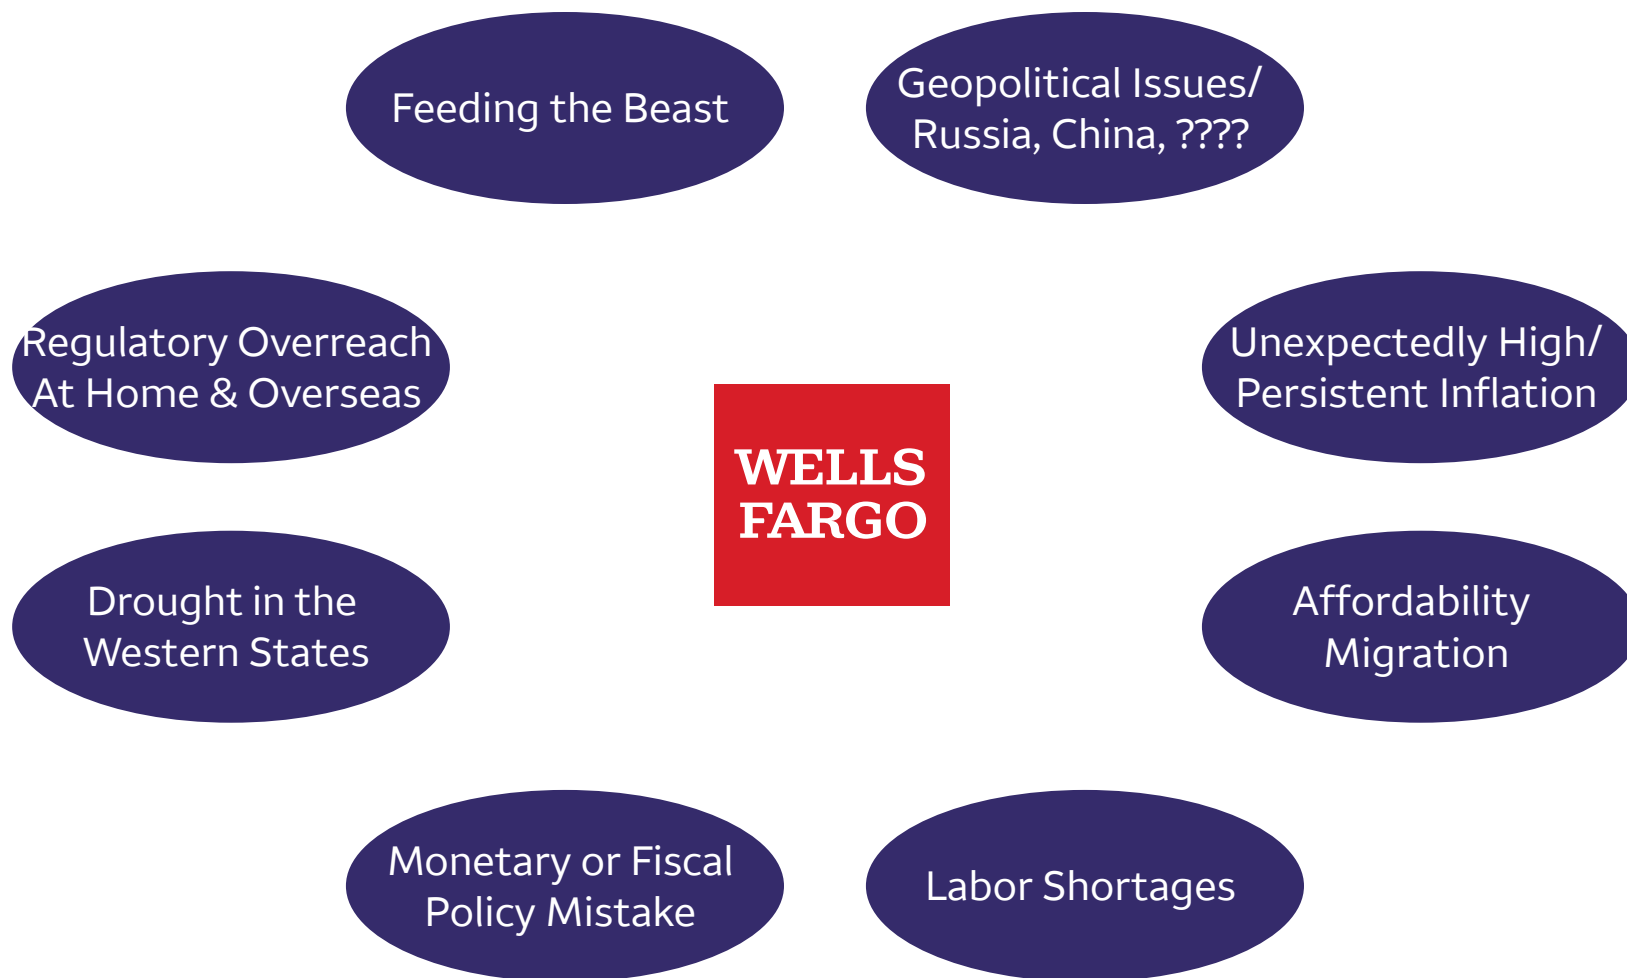 Feeding the Beast
Geopolitical Issues/
Russia, China, ????
Regulatory Overreach
At Home & Overseas
Unexpectedly High/
Persistent Inflation
WELLS
FARGO
Drought in the
Western States
Affordability
Migration
Monetary or Fiscal
Policy Mistake
Labor Shortages